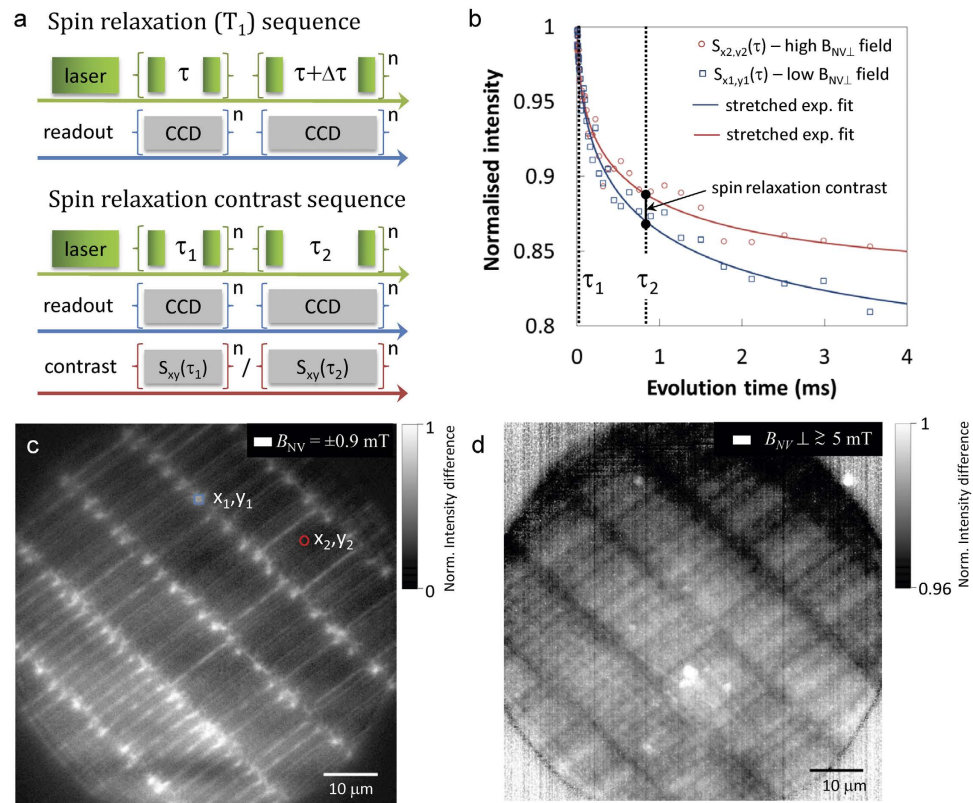 a
Spin relaxation (T₁) sequence
laser { τ }ⁿ { τ+Δτ }ⁿ
readout [ CCD ]ⁿ [ CCD ]ⁿ
Spin relaxation contrast sequence
laser { τ₁ }ⁿ { τ₂ }ⁿ
readout [ CCD ]ⁿ [ CCD ]ⁿ
contrast { Sxy(τ₁) }ⁿ / { Sxy(τ₂) }ⁿ
b
Normalised intensity
1
0.95
0.9
0.85
0.8
Sx2,y2(τ) – high BNV⊥ field
Sx1,y1(τ) – low BNV⊥ field
stretched exp. fit
stretched exp. fit
spin relaxation contrast
τ₁ τ₂
0 1 2 3 4
Evolution time (ms)
c
BNV = ±0.9 mT
x₁,y₁
x₂,y₂
10 μm
1
0
Norm. Intensity difference
d
BNV ⊥ ≳ 5 mT
10 μm
1
0.96
Norm. Intensity difference